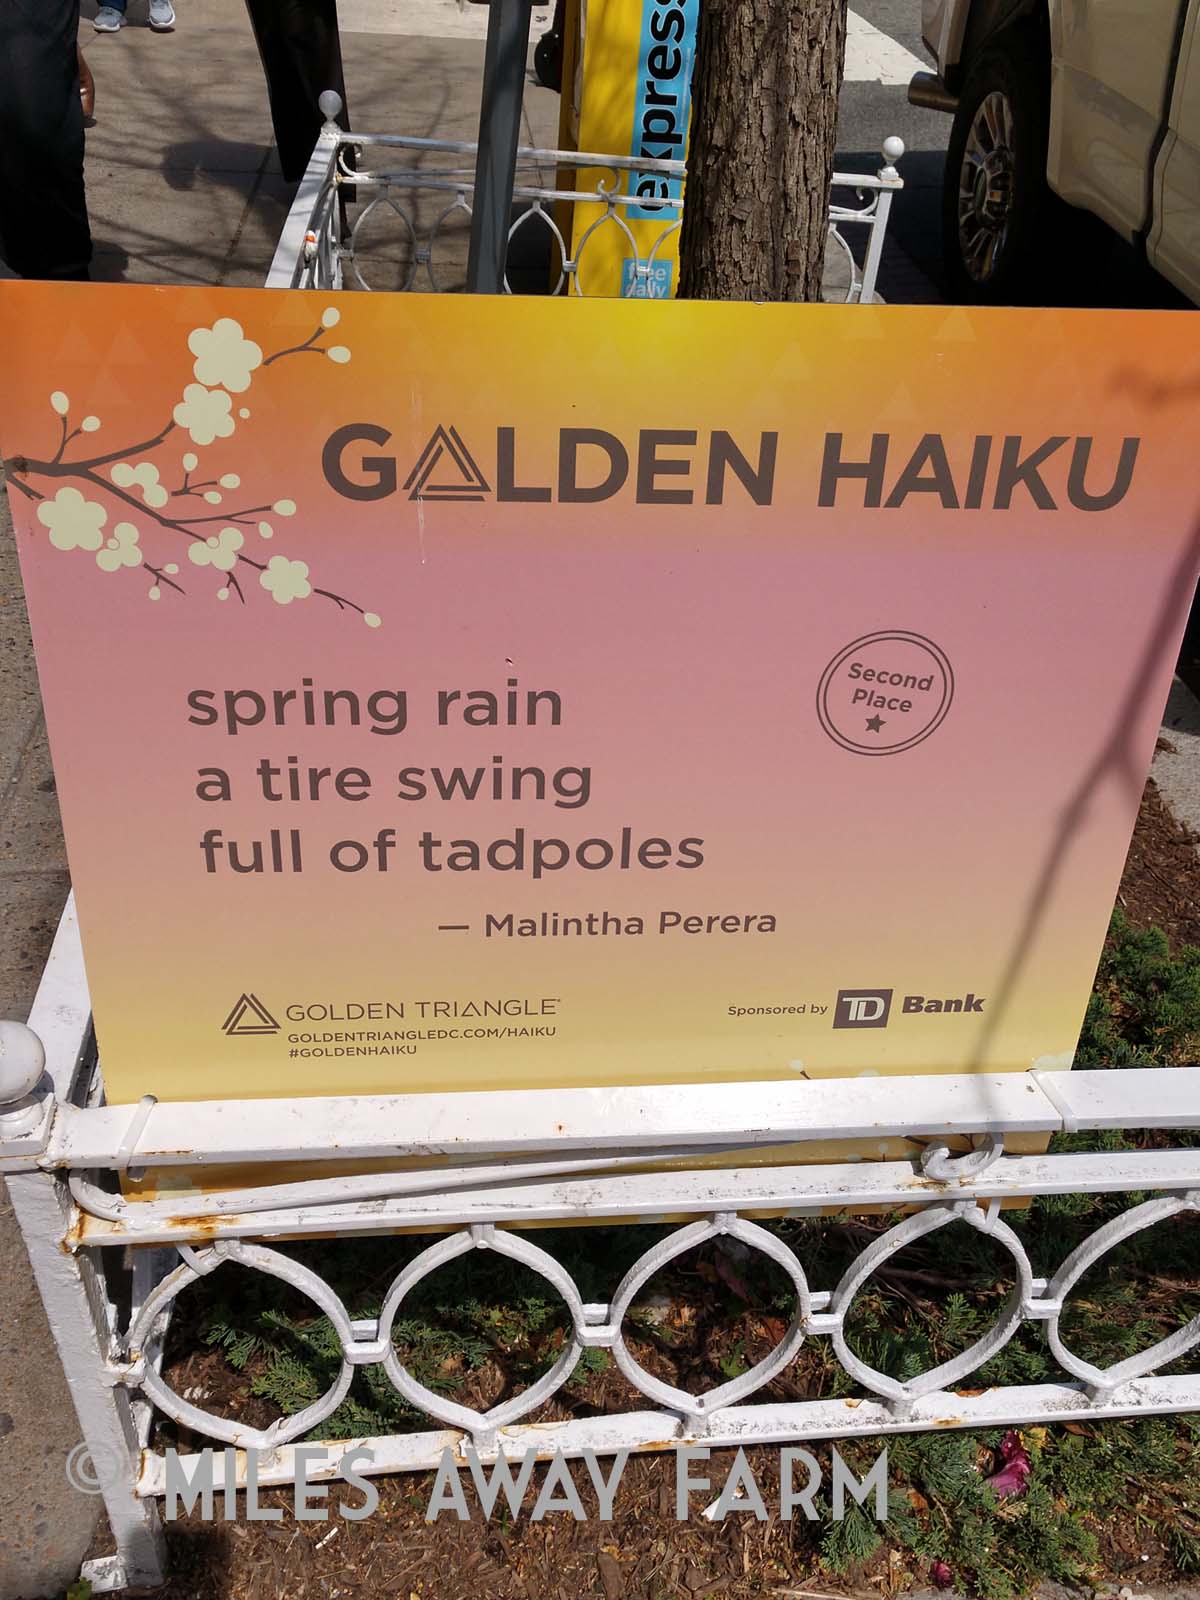 express
free
daily
GOLDEN HAIKU
spring rain
a tire swing
full of tadpoles
— Malintha Perera
Second
Place
GOLDEN TRIANGLE
GOLDENTRIANGLEDC.COM/HAIKU
#GOLDENHAIKU
Sponsored by TD Bank
© MILES AWAY FARM